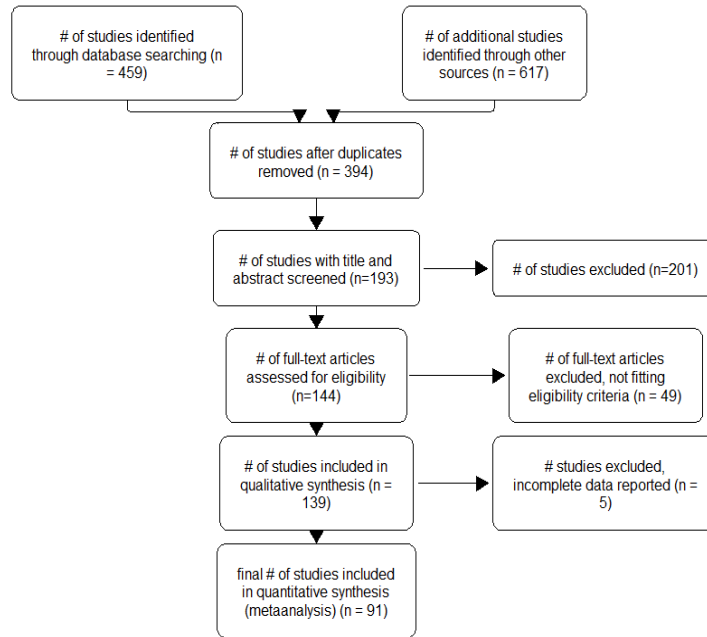 # of studies identified
through database searching (n
= 459)
# of additional studies
identified through other
sources (n = 617)
# of studies after duplicates
removed (n = 394)
# of studies with title and
abstract screened (n=193)
# of studies excluded (n=201)
# of full-text articles
assessed for eligibility
(n=144)
# of full-text articles
excluded, not fitting
eligibility criteria (n = 49)
# of studies included in
qualitative synthesis (n =
139)
# studies excluded,
incomplete data reported (n =
5)
final # of studies included
in quantitative synthesis
(metaanalysis) (n = 91)